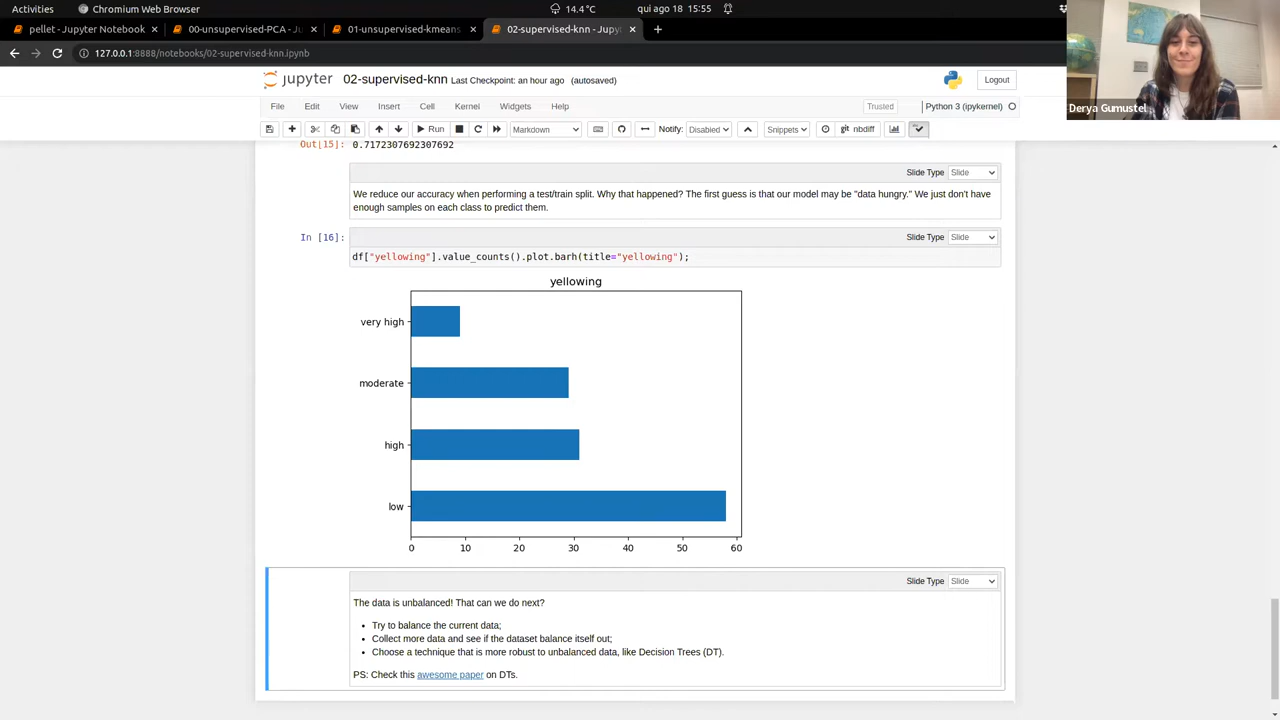 Activities Chromium Web Browser 14.4°C qui ago 18 15:55
pellet - Jupyter Notebook 00-unsupervised-PCA - Jupy 01-unsupervised-kmeans 02-supervised-knn - Jupy
127.0.0.1:8888/notebooks/02-supervised-knn.ipynb
Derya Gumustel
jupyter 02-supervised-knn Last Checkpoint: an hour ago (autosaved) Logout
File Edit View Insert Cell Kernel Widgets Help Trusted Python 3 (ipykernel)
Run Markdown Notify: Disabled Snippets git nbdiff
Out[15]: 0.7172307692307692
Slide Type Slide
We reduce our accuracy when performing a test/train split. Why that happened? The first guess is that our model may be "data hungry." We just don't have
enough samples on each class to predict them.
In [16]: Slide Type Slide
df["yellowing"].value_counts().plot.barh(title="yellowing");
yellowing
very high
moderate
high
low
0 10 20 30 40 50 60
Slide Type Slide
The data is unbalanced! That can we do next?
• Try to balance the current data;
• Collect more data and see if the dataset balance itself out;
• Choose a technique that is more robust to unbalanced data, like Decision Trees (DT).
PS: Check this awesome paper on DTs.